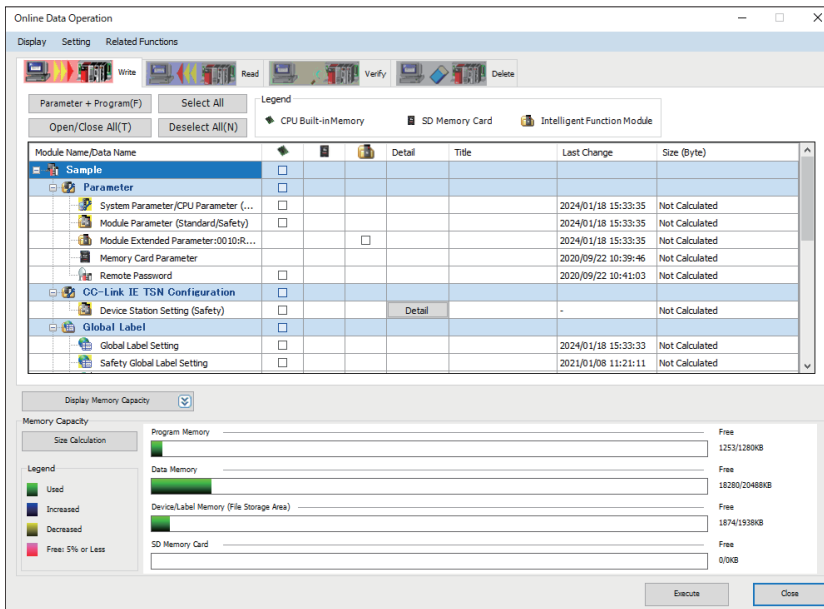 Online Data Operation
Display Setting Related Functions
Write Read Verify Delete
Parameter + Program(F) Select All Legend
CPU Built-inMemory SD Memory Card Intelligent Function Module
Open/Close All(T) Deselect All(N)
Module Name/Data Name Detail Title Last Change Size (Byte)
Sample
Parameter
System Parameter/CPU Parameter (... 2024/01/18 15:33:35 Not Calculated
Module Parameter (Standard/Safety) 2024/01/18 15:33:35 Not Calculated
Module Extended Parameter:0010:R... 2024/01/18 15:33:35 Not Calculated
Memory Card Parameter 2020/09/22 10:39:46 Not Calculated
Remote Password 2020/09/22 10:41:03 Not Calculated
CC-Link IE TSN Configuration
Device Station Setting (Safety) Detail - Not Calculated
Global Label
Global Label Setting 2024/01/18 15:33:33 Not Calculated
Safety Global Label Setting 2021/01/08 11:21:11 Not Calculated
Display Memory Capacity
Memory Capacity
Size Calculation
Legend
Used
Increased
Decreased
Free: 5% or Less
Program Memory Free
1253/1280KB
Data Memory Free
18280/20488KB
Device/Label Memory (File Storage Area) Free
1874/1938KB
SD Memory Card Free
0/0KB
Execute Close